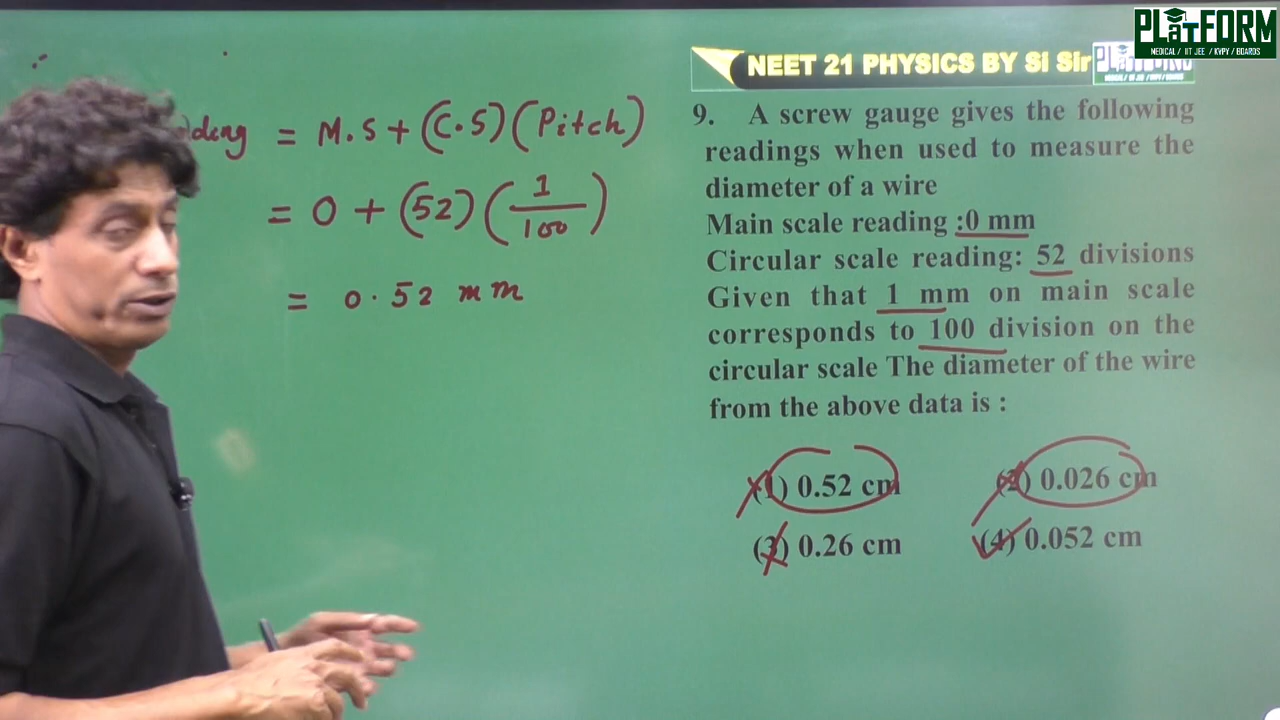 PLATFORM
MEDICAL / IIT JEE / KVPY / BOARDS
NEET 21 PHYSICS BY Si Sir
= M.S + (C.S) (Pitch)
= 0 + (52) (1/100)
= 0.52 mm
9. A screw gauge gives the following
readings when used to measure the
diameter of a wire
Main scale reading :0 mm
Circular scale reading: 52 divisions
Given that 1 mm on main scale
corresponds to 100 division on the
circular scale The diameter of the wire
from the above data is :
(1) 0.52 cm (2) 0.026 cm
(3) 0.26 cm (4) 0.052 cm